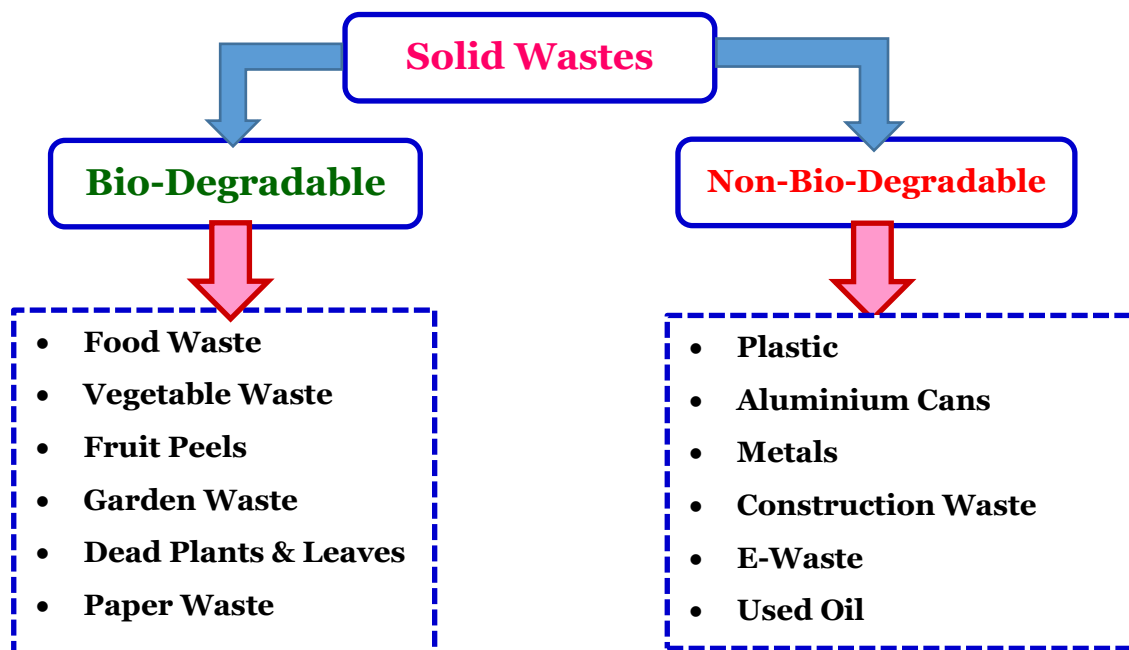 Solid Wastes
Bio-Degradable
Non-Bio-Degradable
• Food Waste
• Vegetable Waste
• Fruit Peels
• Garden Waste
• Dead Plants & Leaves
• Paper Waste
• Plastic
• Aluminium Cans
• Metals
• Construction Waste
• E-Waste
• Used Oil